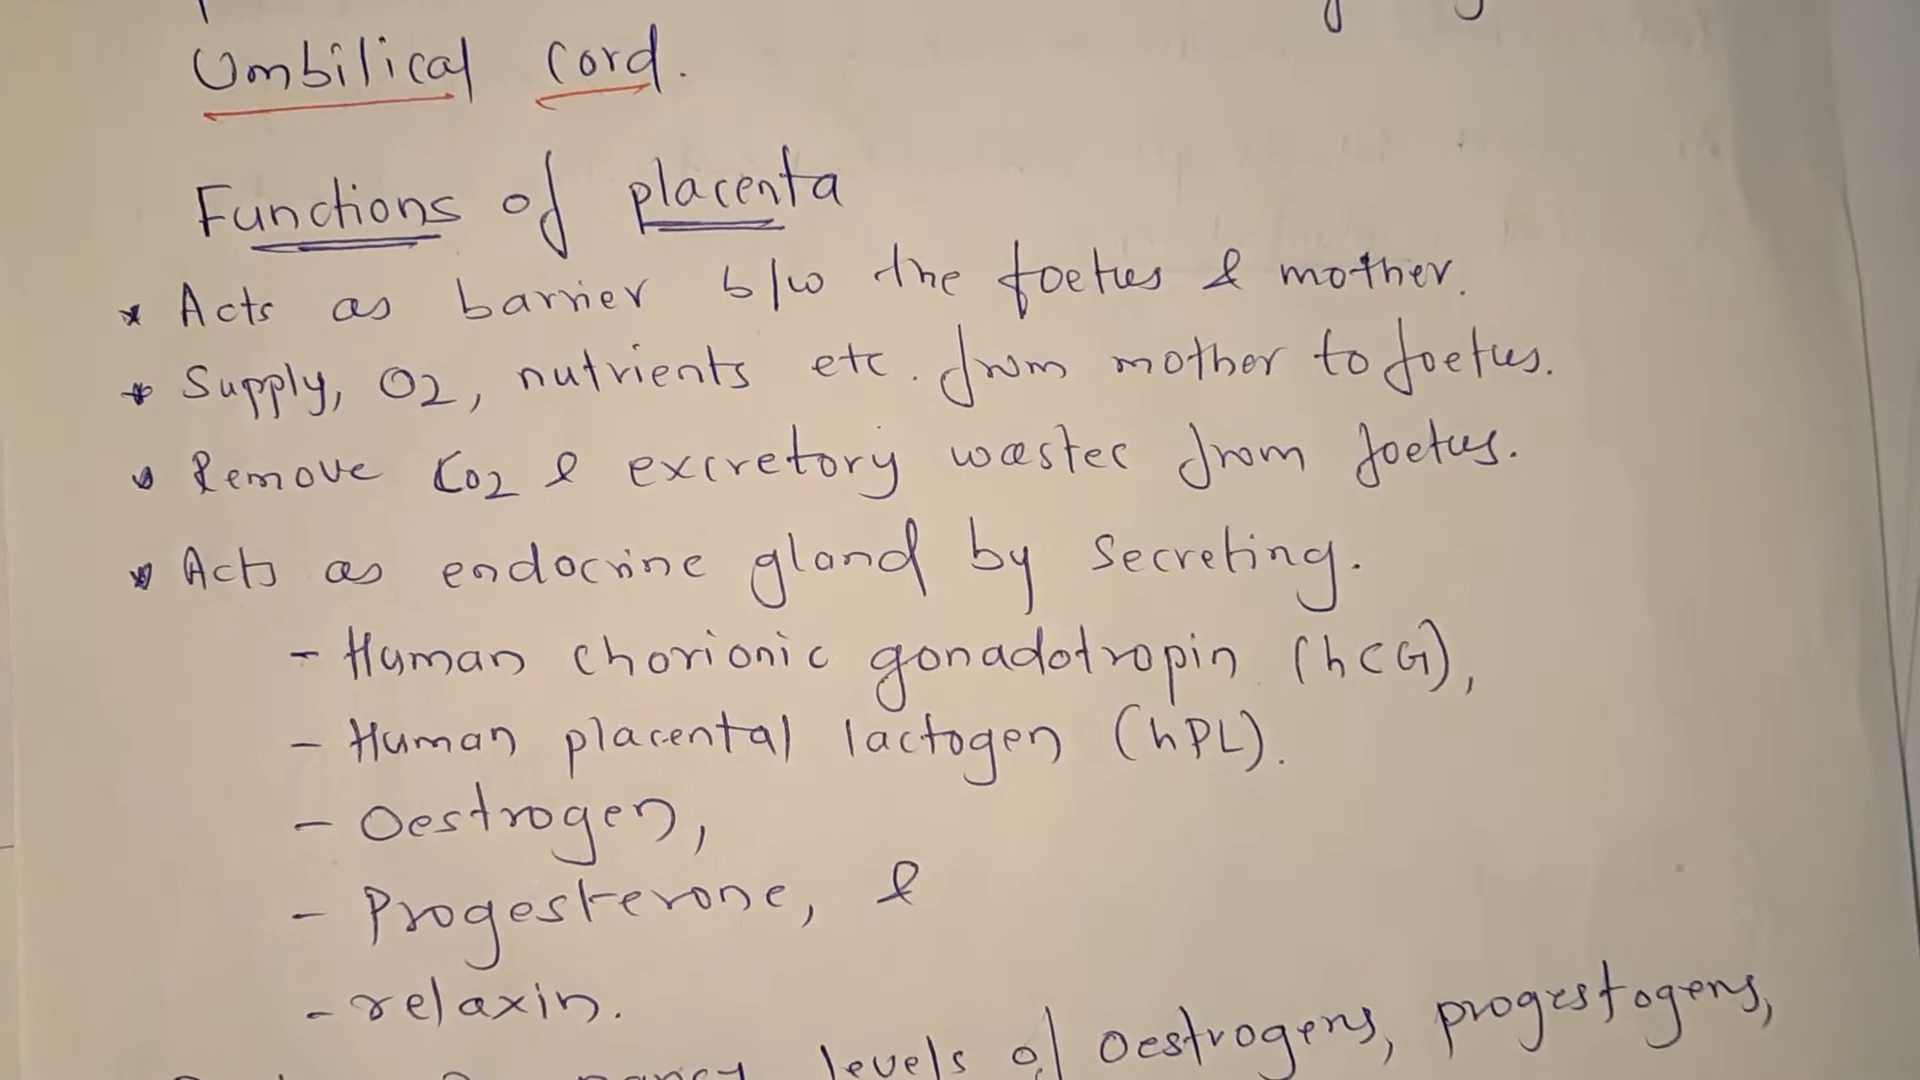 Umbilical cord.
Functions of placenta
* Acts as barrier b/w the foetus & mother.
* Supply, O2, nutrients etc. from mother to foetus.
* Remove CO2 & excretory wastes from foetus.
* Acts as endocrine gland by secreting.
- Human chorionic gonadotropin (hCG),
- Human placental lactogen (hPL).
- Oestrogen,
- Progesterone, &
- relaxin.
levels of Oestrogens, progestogens,